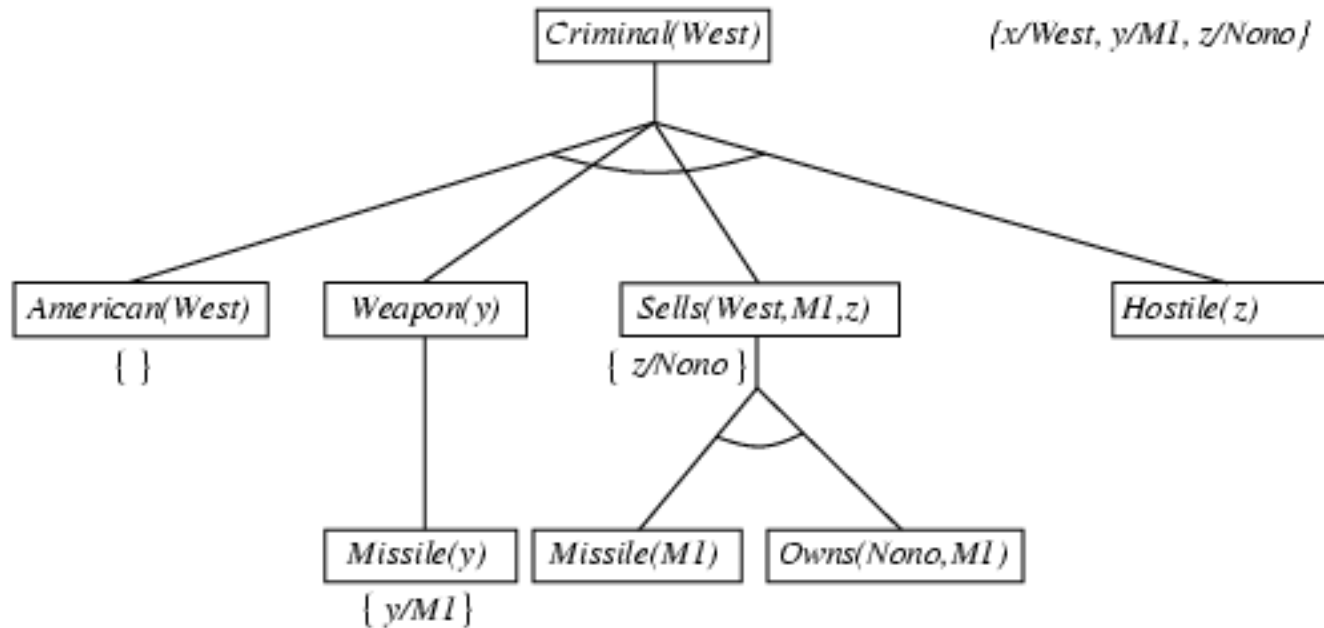 Criminal(West)
{x/West, y/M1, z/Nono}
American(West)
Weapon(y)
Sells(West,M1,z)
Hostile(z)
{ }
{ z/Nono }
Missile(y)
Missile(M1)
Owns(Nono,M1)
{ y/M1 }